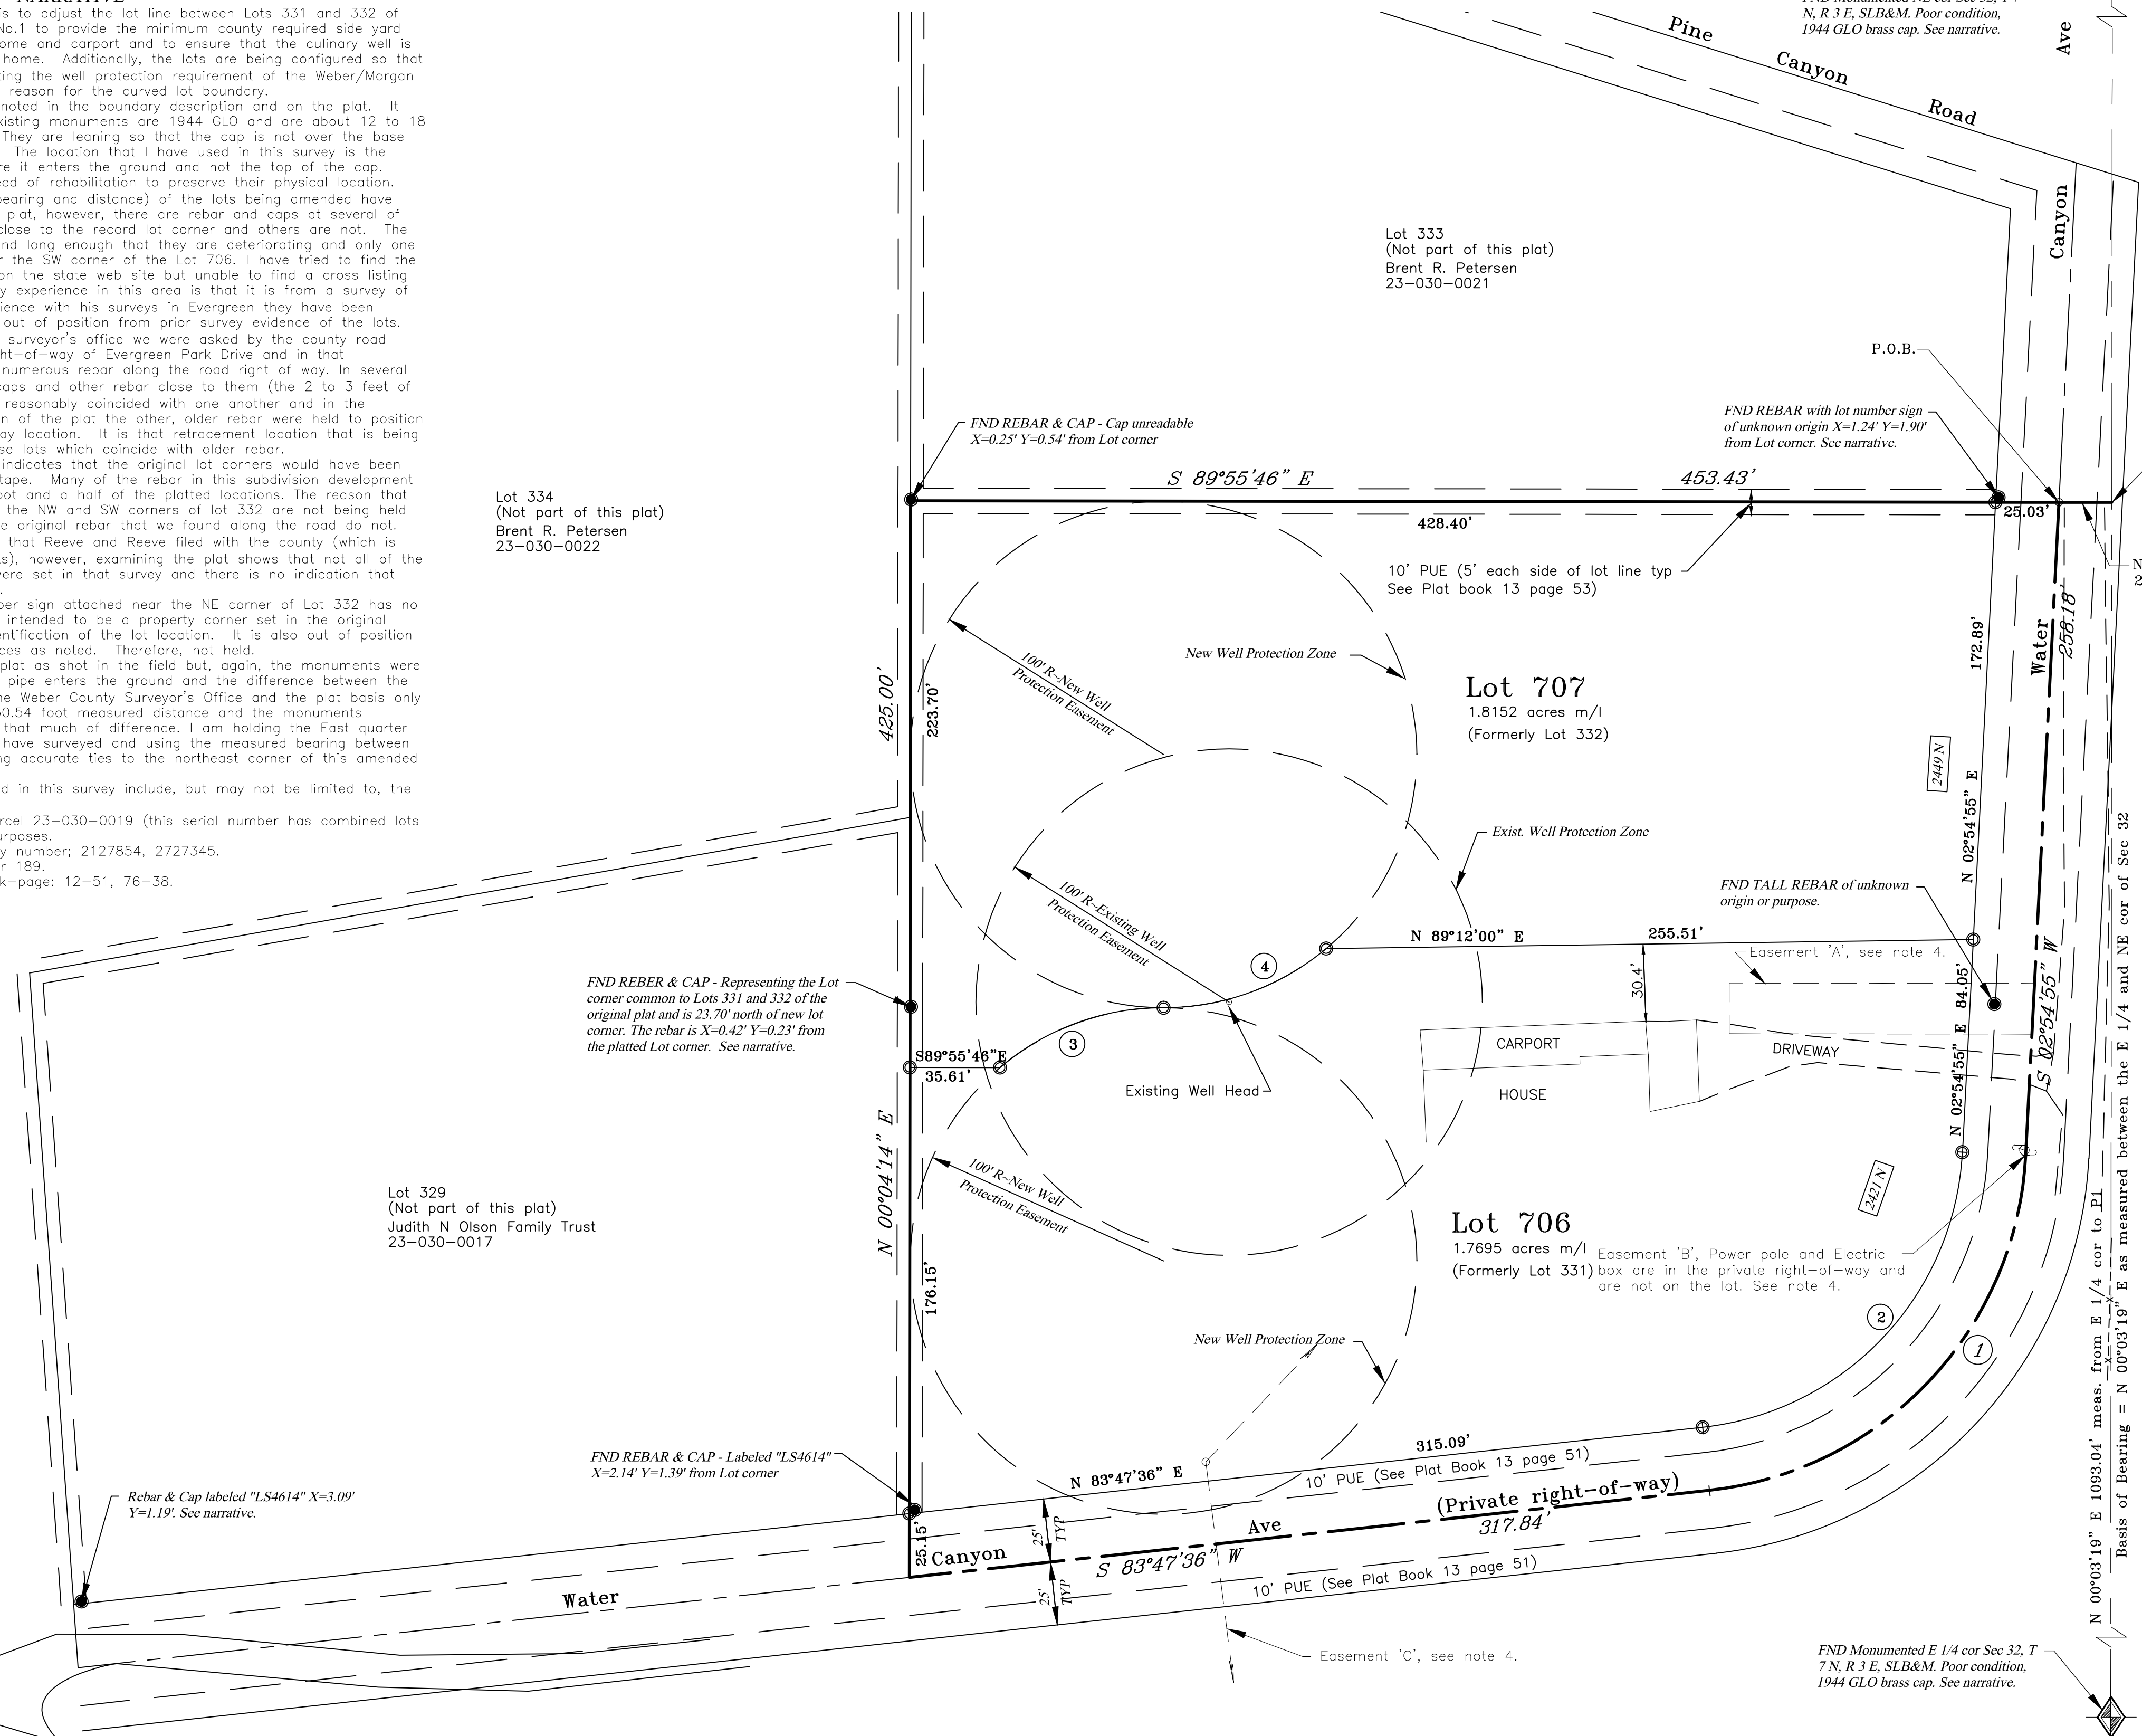 NARRATIVE
is to adjust the lot line between Lots 331 and 332 of
No.1 to provide the minimum county required side yard
ome and carport and to ensure that the culinary well is
home. Additionally, the lots are being configured so that
ting the well protection requirement of the Weber/Morgan
reason for the curved lot boundary.
noted in the boundary description and on the plat. It
xisting monuments are 1944 GLO and are about 12 to 18
They are leaning so that the cap is not over the base
The location that I have used in this survey is the
re it enters the ground and not the top of the cap.
eed of rehabilitation to preserve their physical location.
bearing and distance) of the lots being amended have
plat, however, there are rebar and caps at several of
close to the record lot corner and others are not. The
und long enough that they are deteriorating and only one
r the SW corner of the Lot 706. I have tried to find the
on the state web site but unable to find a cross listing
y experience in this area is that it is from a survey of
ience with his surveys in Evergreen they have been
out of position from prior survey evidence of the lots.
surveyor's office we were asked by the county road
ht-of-way of Evergreen Park Drive and in that
numerous rebar along the road right of way. In several
caps and other rebar close to them (the 2 to 3 feet of
reasonably coincided with one another and in the
n of the plat the other, older rebar were held to position
ay location. It is that retracement location that is being
se lots which coincide with older rebar.
indicates that the original lot corners would have been
tape. Many of the rebar in this subdivision development
oot and a half of the platted locations. The reason that
the NW and SW corners of lot 332 are not being held
e original rebar that we found along the road do not.
that Reeve and Reeve filed with the county (which is
ts), however, examining the plat shows that not all of the
were set in that survey and there is no indication that
.
ber sign attached near the NE corner of Lot 332 has no
intended to be a property corner set in the original
entification of the lot location. It is also out of position
ces as noted. Therefore, not held.
plat as shot in the field but, again, the monuments were
pipe enters the ground and the difference between the
he Weber County Surveyor's Office and the plat basis only
60.54 foot measured distance and the monuments
that much of difference. I am holding the East quarter
have surveyed and using the measured bearing between
ng accurate ties to the northeast corner of this amended
d in this survey include, but may not be limited to, the
rcel 23-030-0019 (this serial number has combined lots
urposes.
y number; 2127854, 2727345.
r 189.
k-page: 12-51, 76-38.
N, R 3 E, SLB&M. Poor condition,
1944 GLO brass cap. See narrative.
Pine Canyon Road
Water Canyon Ave
Lot 333
(Not part of this plat)
Brent R. Petersen
23-030-0021
P.O.B.
FND REBAR with lot number sign
of unknown origin X=1.24' Y=1.90'
from Lot corner. See narrative.
FND REBAR & CAP - Cap unreadable
X=0.25' Y=0.54' from Lot corner
S 89°55'46" E 453.43'
428.40'
25.03'
Lot 334
(Not part of this plat)
Brent R. Petersen
23-030-0022
10' PUE (5' each side of lot line typ
See Plat book 13 page 53)
N
2
New Well Protection Zone
100' R~New Well
Protection Easement
Lot 707
1.8152 acres m/l
(Formerly Lot 332)
425.00'
223.70'
172.89'
258.18'
2449 N
N 02°54'55" E
Exist. Well Protection Zone
100' R~Existing Well
Protection Easement
FND TALL REBAR of unknown
origin or purpose.
N 89°12'00" E 255.51'
Easement 'A', see note 4.
4
30.4'
FND REBER & CAP - Representing the Lot
corner common to Lots 331 and 332 of the
original plat and is 23.70' north of new lot
corner. The rebar is X=0.42' Y=0.23' from
the platted Lot corner. See narrative.
3
S89°55'46"E
35.61'
CARPORT
HOUSE
DRIVEWAY
Existing Well Head
N 02°54'55" E 84.05'
S 02°54'55" W
N 00°04'14" E
176.15'
100' R~New Well
Protection Easement
2421 N
Lot 329
(Not part of this plat)
Judith N Olson Family Trust
23-030-0017
Lot 706
1.7695 acres m/l
(Formerly Lot 331)
Easement 'B', Power pole and Electric
box are in the private right-of-way and
are not on the lot. See note 4.
2
1
New Well Protection Zone
FND REBAR & CAP - Labeled "LS4614"
X=2.14' Y=1.39' from Lot corner
Rebar & Cap labeled "LS4614" X=3.09'
Y=1.19'. See narrative.
N 83°47'36" E 315.09'
10' PUE (See Plat Book 13 page 51)
(Private right-of-way)
25' TYP
25.15'
Water Canyon Ave
S 83°47'36" W 317.84'
25' TYP
10' PUE (See Plat Book 13 page 51)
Easement 'C', see note 4.
N 00°03'19" E 1093.04' meas. from E 1/4 cor to P1
Basis of Bearing = N 00°03'19" E as measured between the E 1/4 and NE cor of Sec 32
FND Monumented E 1/4 cor Sec 32, T
7 N, R 3 E, SLB&M. Poor condition,
1944 GLO brass cap. See narrative.